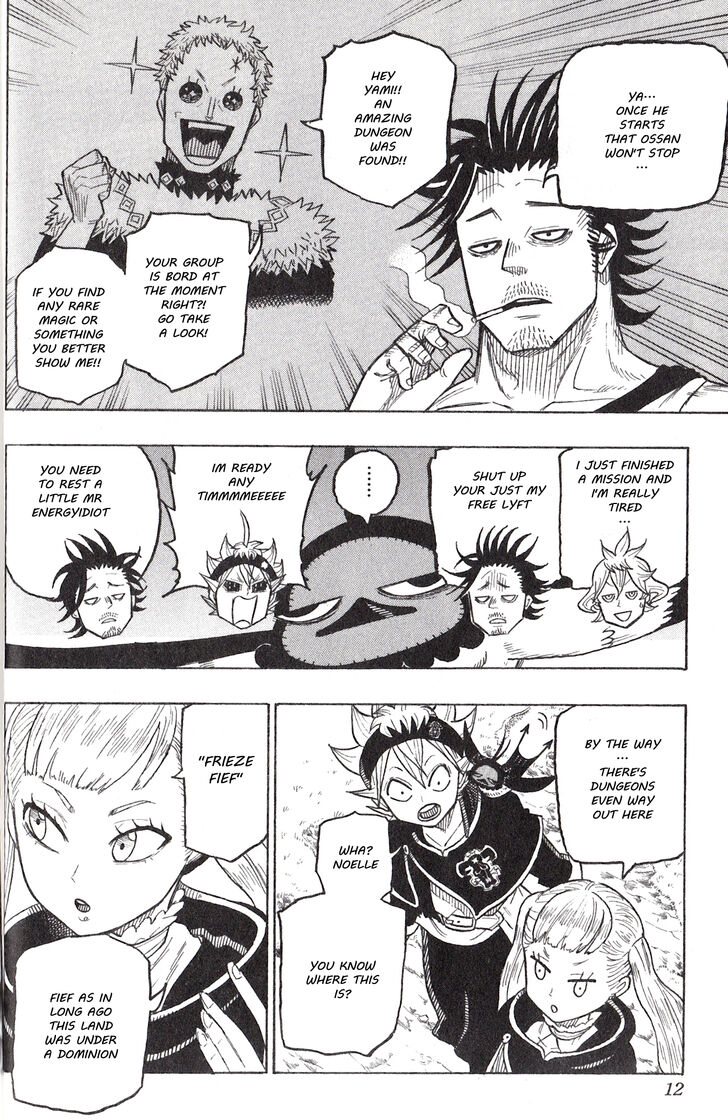 YA...
ONCE HE
STARTS
THAT OSSAN
WON'T STOP
...
HEY
YAMI!!
AN
AMAZING
DUNGEON
WAS
FOUND!!
YOUR GROUP
IS BORD AT
THE MOMENT
RIGHT?!
GO TAKE
A LOOK!
IF YOU FIND
ANY RARE
MAGIC OR
SOMETHING
YOU BETTER
SHOW ME!!
I JUST FINISHED
A MISSION AND
I'M REALLY
TIRED
...
SHUT UP
YOUR JUST MY
FREE LYFT
......
IM READY
ANY
TIMMMMEEEEE
YOU NEED
TO REST A
LITTLE MR
ENERGYIDIOT
BY THE WAY
...
THERE'S
DUNGEONS
EVEN WAY
OUT HERE
WHA?
NOELLE
YOU KNOW
WHERE THIS
IS?
"FRIEZE
FIEF"
FIEF AS IN
LONG AGO
THIS LAND
WAS UNDER
A DOMINION
12